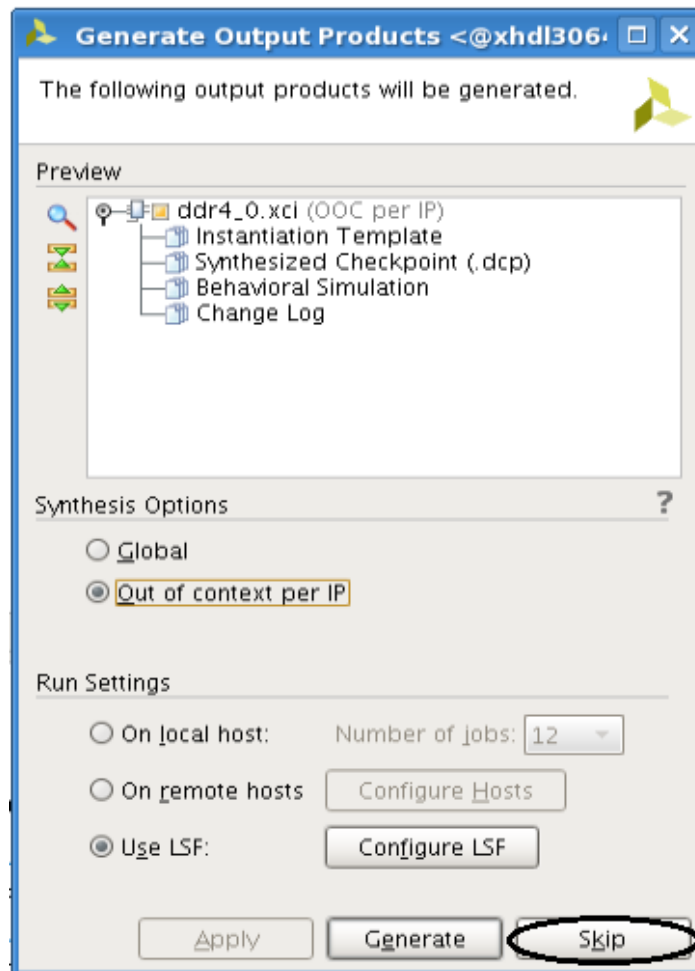 Generate Output Products <@xhdl306
The following output products will be generated.
Preview
ddr4_0.xci (OOC per IP)
Instantiation Template
Synthesized Checkpoint (.dcp)
Behavioral Simulation
Change Log
Synthesis Options ?
Global
Out of context per IP
Run Settings
On local host: Number of jobs: 12
On remote hosts Configure Hosts
Use LSF: Configure LSF
Apply Generate Skip